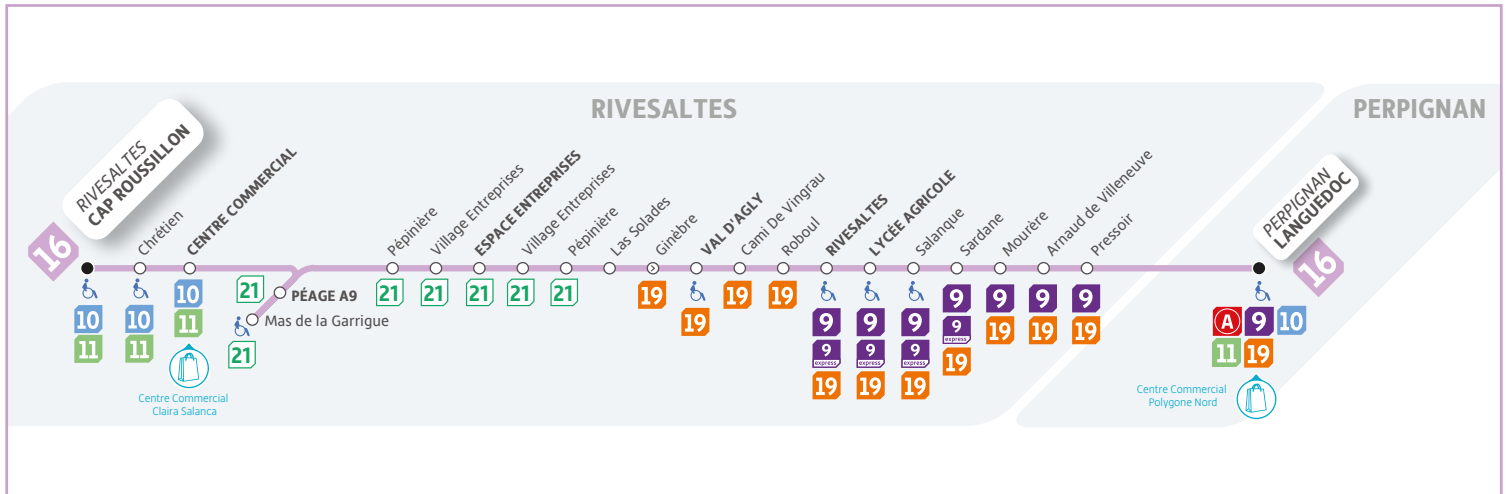 RIVESALTES
PERPIGNAN
16
RIVESALTES
CAP ROUSSILLON
Chrétien
CENTRE COMMERCIAL
PÉAGE A9
Mas de la Garrigue
Pépinière
Village Entreprises
ESPACE ENTREPRISES
Village Entreprises
Pépinière
Las Solades
Ginèbre
VAL D'AGLY
Cami De Vingrau
Roboul
RIVESALTES
LYCÉE AGRICOLE
Salanque
Sardane
Mourère
Arnaud de Villeneuve
Pressoir
PERPIGNAN
LANGUEDOC
16
10
11
10
11
10
11
Centre Commercial
Claira Salanca
21
21
21
21
21
21
21
19
19
19
19
9
9 express
19
9
9 express
19
9
9 express
19
9
9 express
19
9
19
9
19
9
19
A 9 10
11 19
Centre Commercial
Polygone Nord